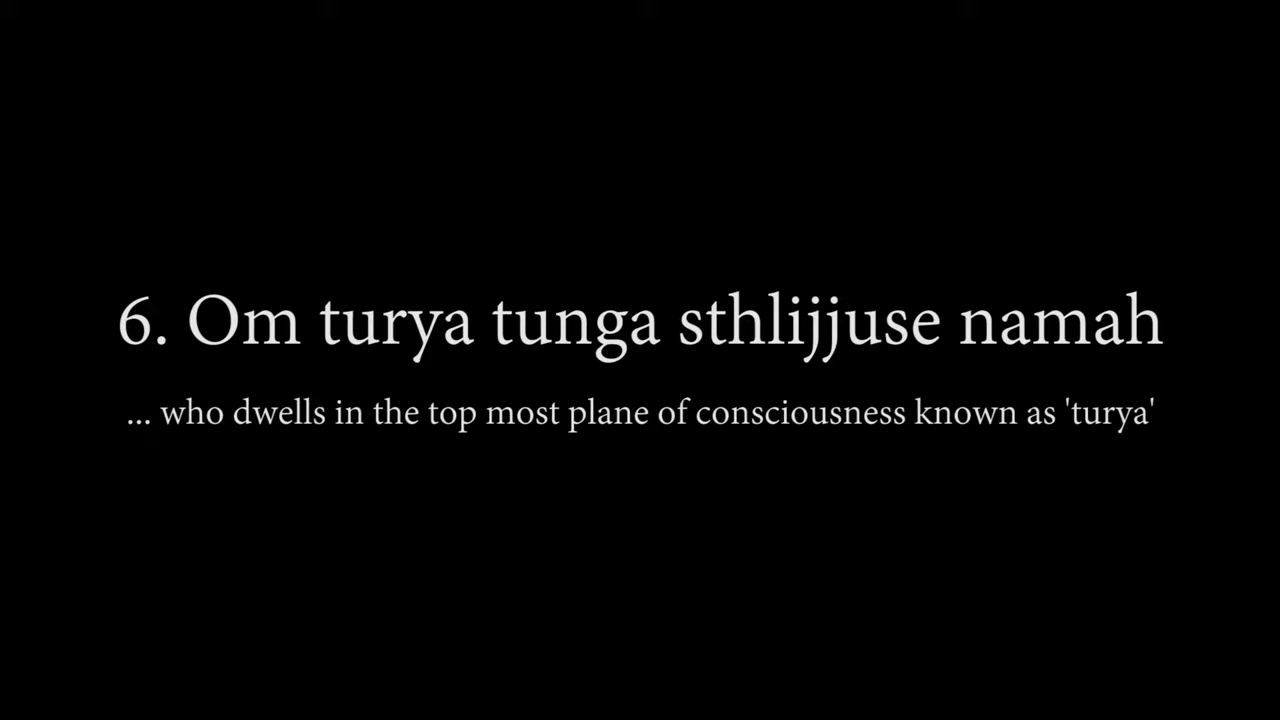 6. Om turya tunga sthlijjuse namah
... who dwells in the top most plane of consciousness known as 'turya'